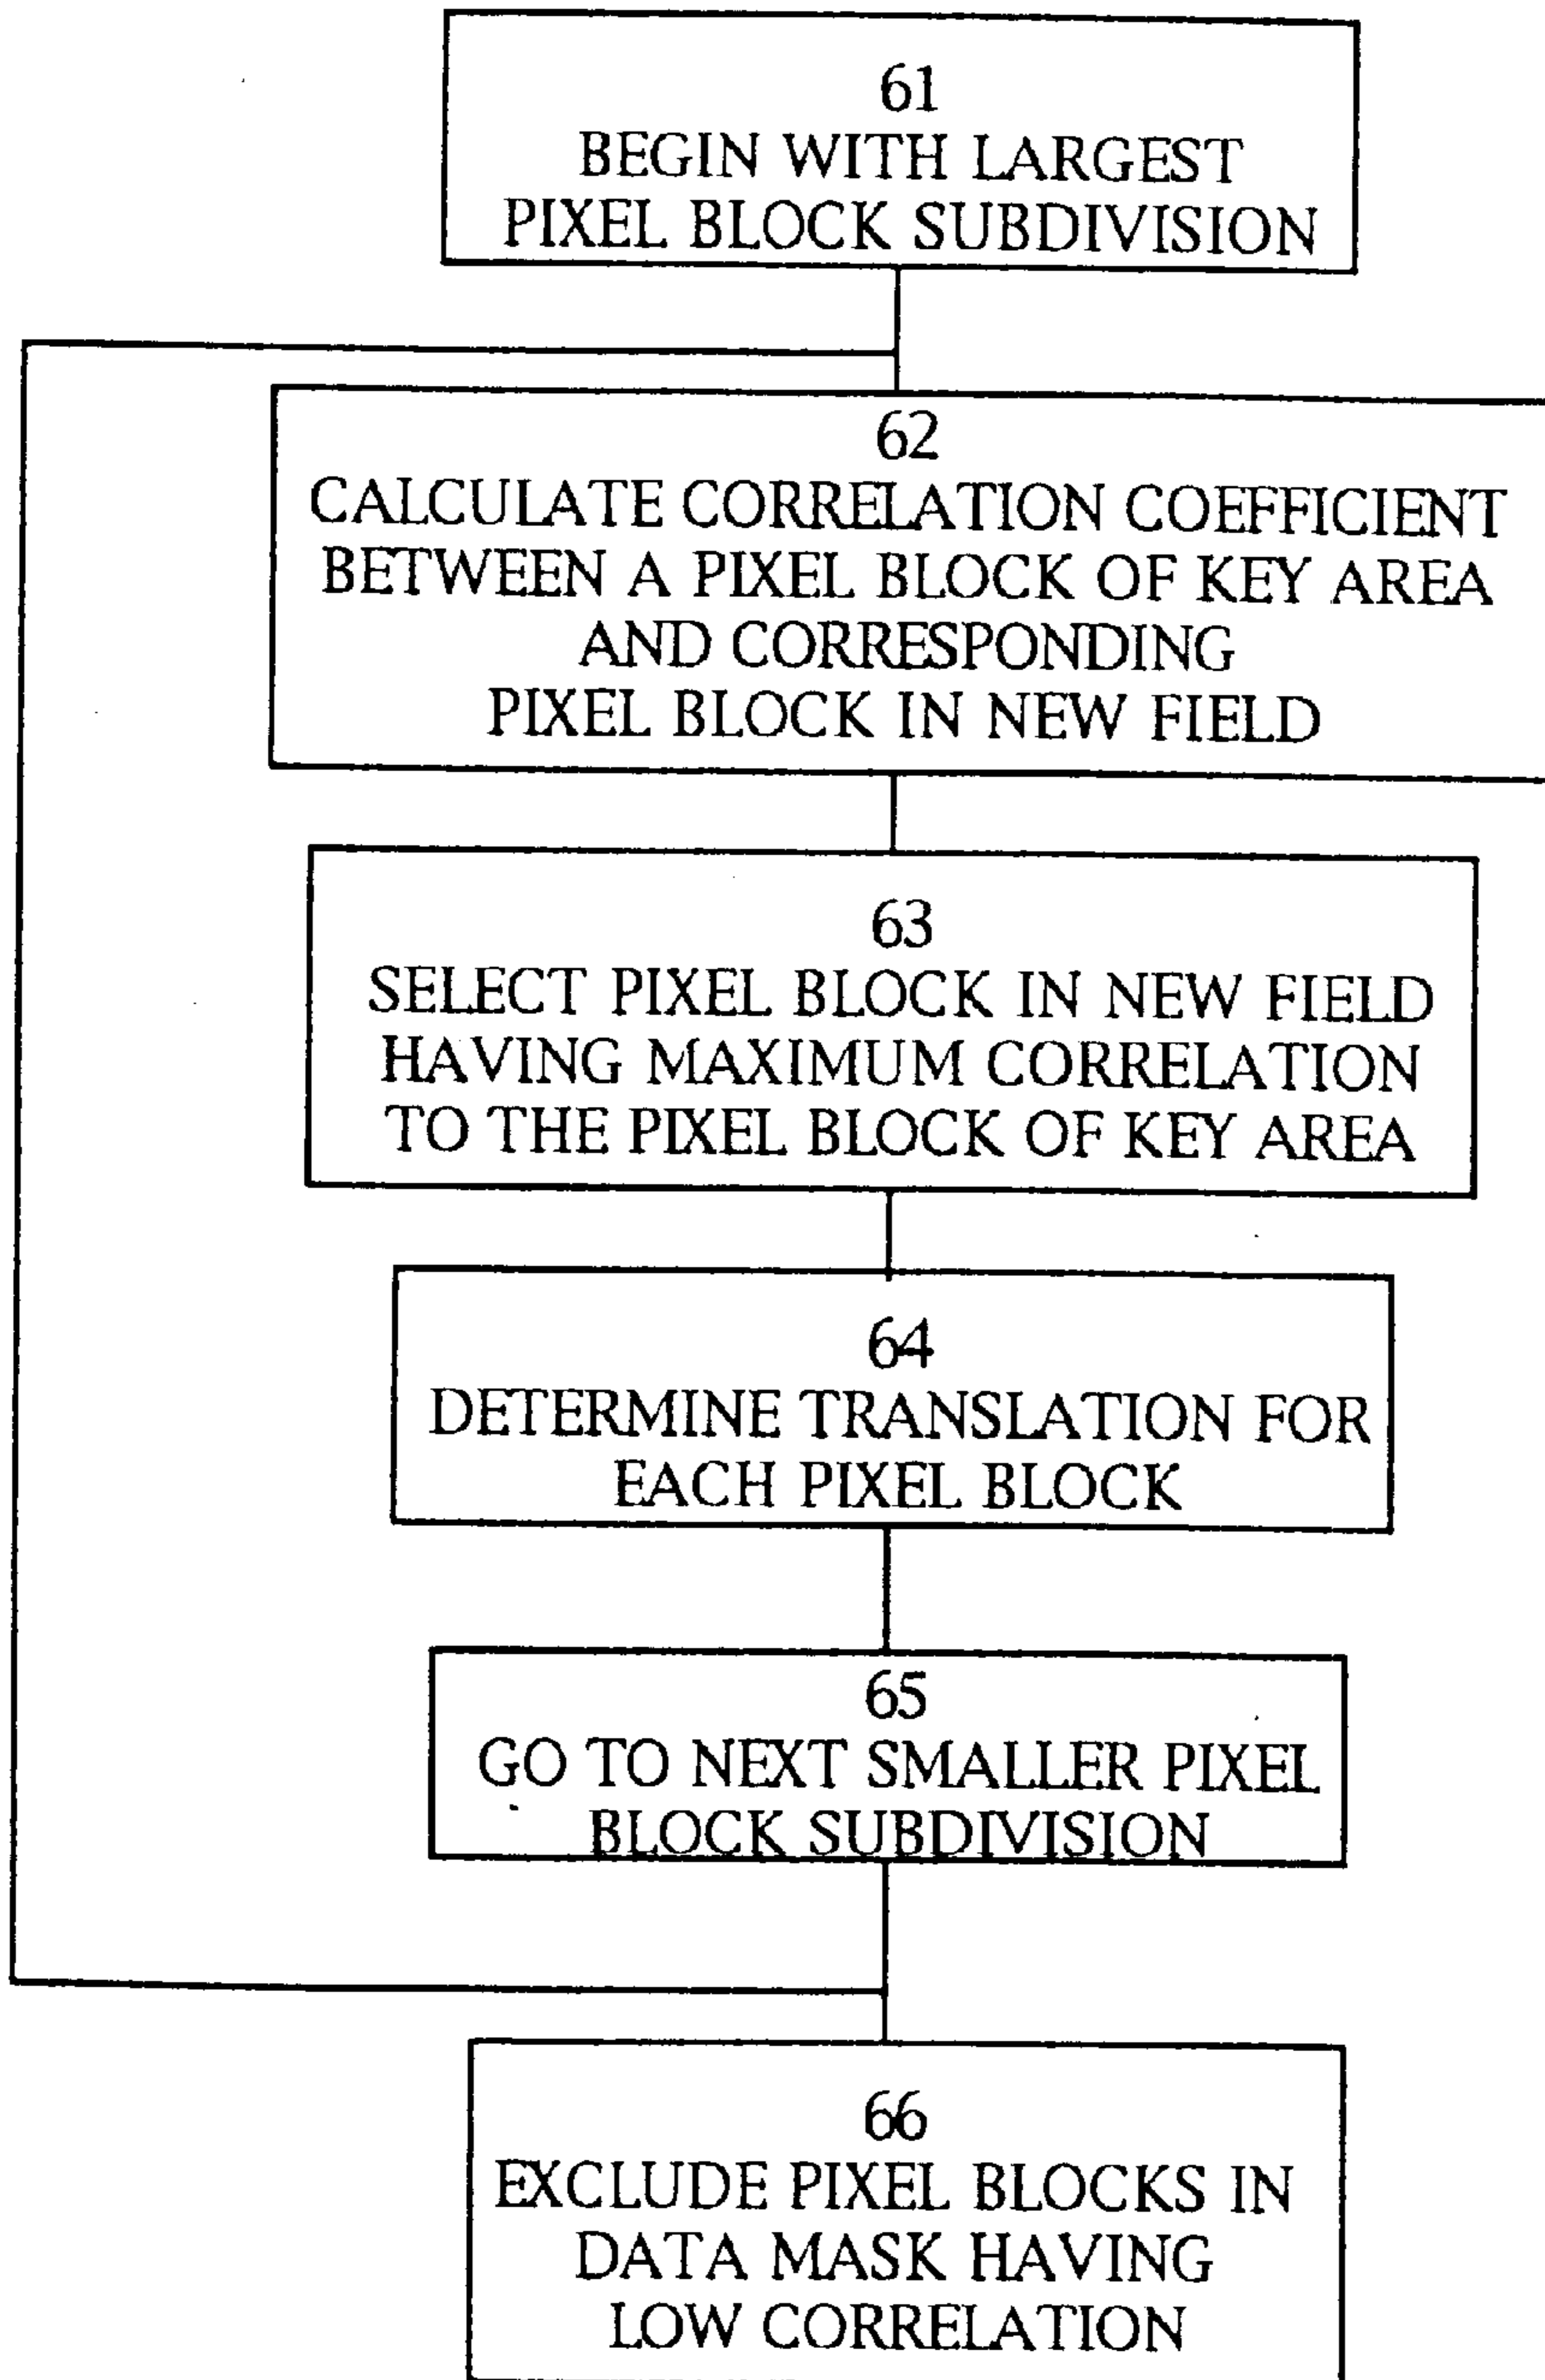 61
BEGIN WITH LARGEST
PIXEL BLOCK SUBDIVISION
62
CALCULATE CORRELATION COEFFICIENT
BETWEEN A PIXEL BLOCK OF KEY AREA
AND CORRESPONDING
PIXEL BLOCK IN NEW FIELD
63
SELECT PIXEL BLOCK IN NEW FIELD
HAVING MAXIMUM CORRELATION
TO THE PIXEL BLOCK OF KEY AREA
64
DETERMINE TRANSLATION FOR
EACH PIXEL BLOCK
65
GO TO NEXT SMALLER PIXEL
BLOCK SUBDIVISION
66
EXCLUDE PIXEL BLOCKS IN
DATA MASK HAVING
LOW CORRELATION